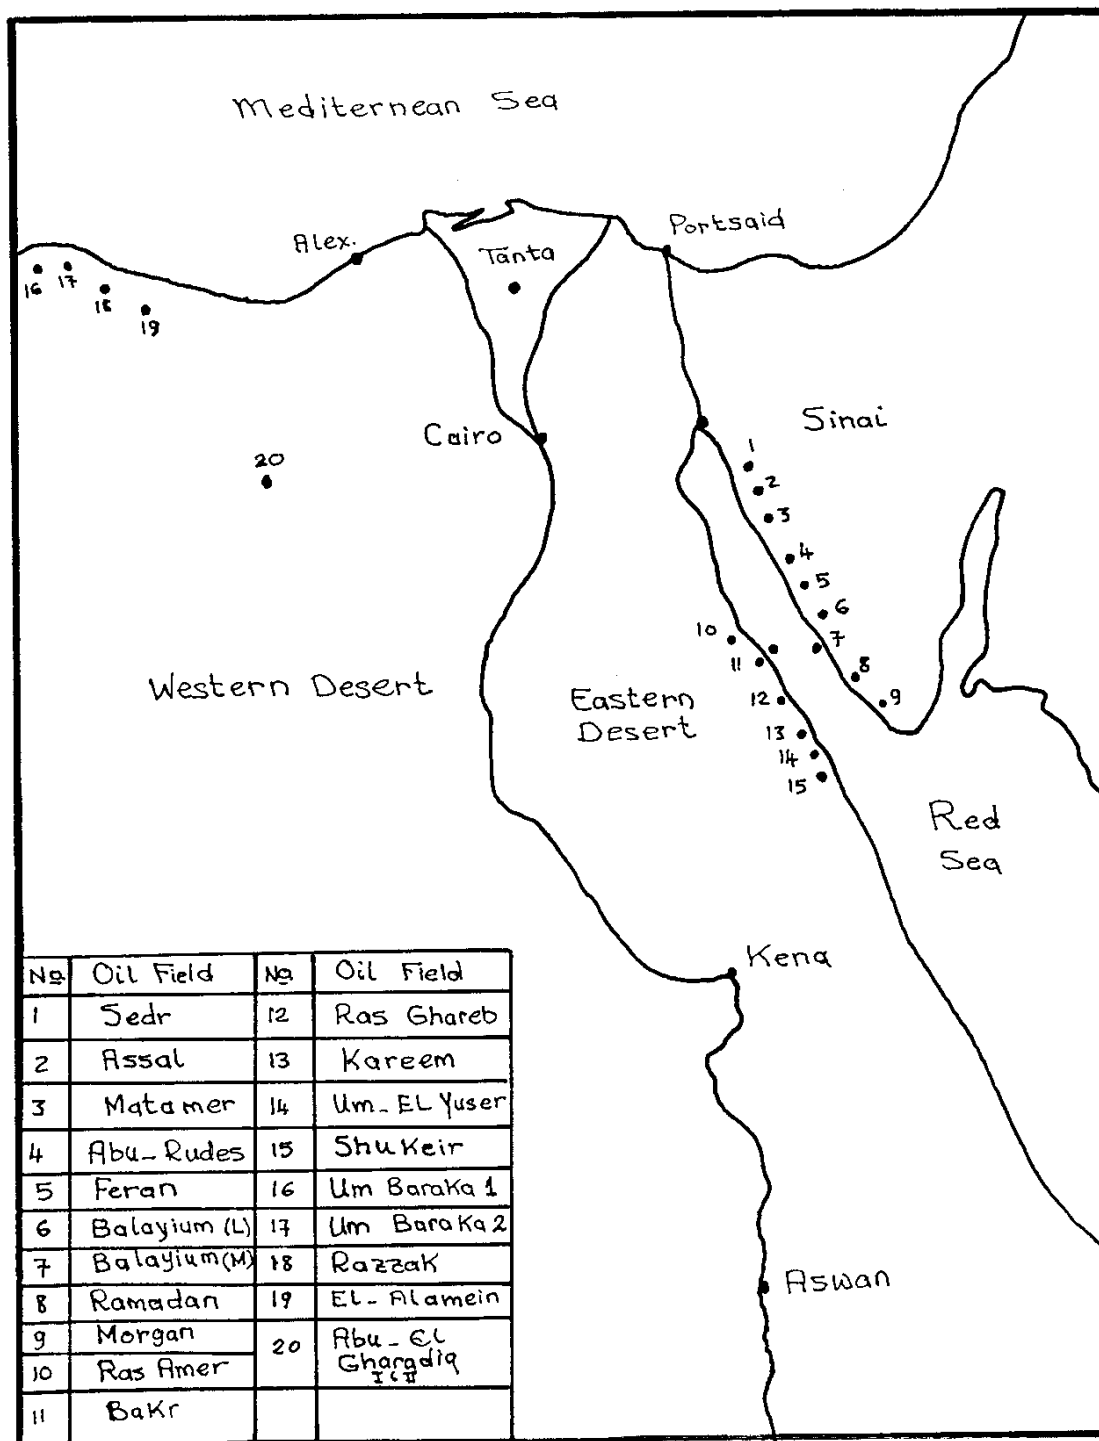 Mediternean Sea
Portsaid
Alex.
Tanta
16 17
18
19
Cairo
Sinai
20
1
2
3
4
5
6
10
7
11
8
Western Desert
12
9
Eastern
Desert
13
14
15
Red
Sea
Kena
Aswan
No Oil Field No Oil Field
1 Sedr 12 Ras Ghareb
2 Assal 13 Kareem
3 Matamer 14 Um_EL Yuser
4 Abu_Rudes 15 Shukeir
5 Feran 16 Um Baraka 1
6 Balayium (L) 17 Um Baraka 2
7 Balayium (M) 18 Razzak
8 Ramadan 19 EL_Alamein
9 Morgan 20 Abu_El
Gharadiq
10 Ras Amer
11 Bakr